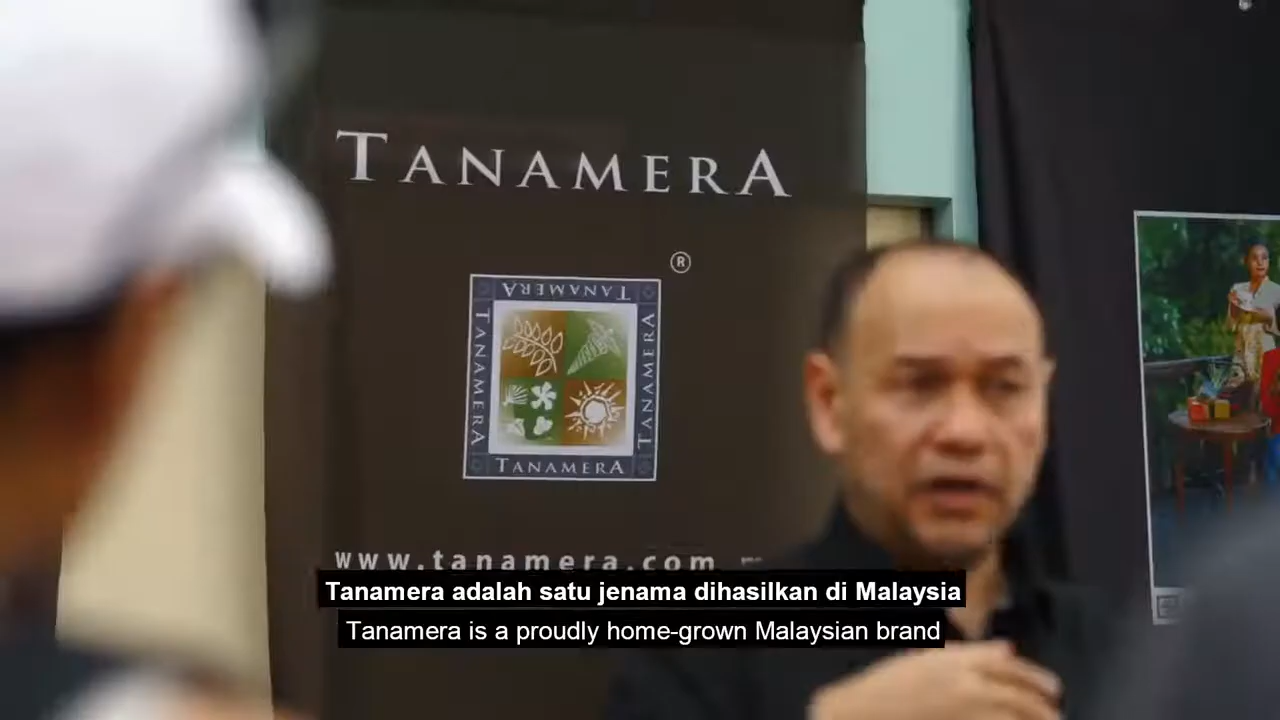 TANAMERA
®
TANAMERA
TANAMERA
TANAMERA
TANAMERA
www.tanamera.com
Tanamera adalah satu jenama dihasilkan di Malaysia
Tanamera is a proudly home-grown Malaysian brand